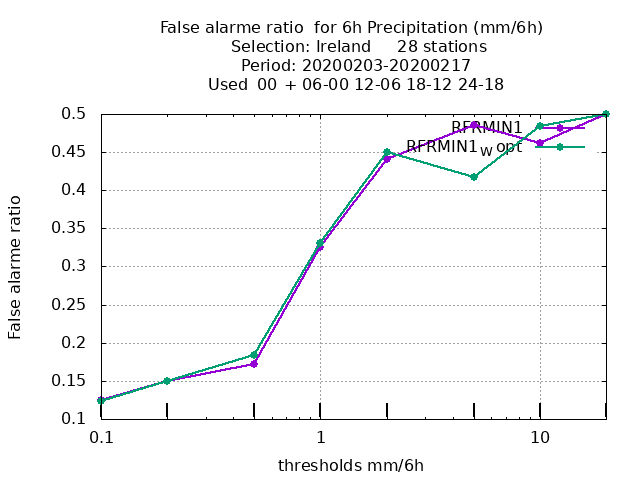 False alarme ratio  for 6h Precipitation (mm/6h)
Selection: Ireland     28 stations
Period: 20200203-20200217
Used  00 + 06-00 12-06 18-12 24-18
0.5
RFRMIN1
0.45
RFRMIN1W opt
0.4
0.35
0.3
0.25
0.2
0.15
0.1
False alarme ratio
0.1
1
10
thresholds mm/6h